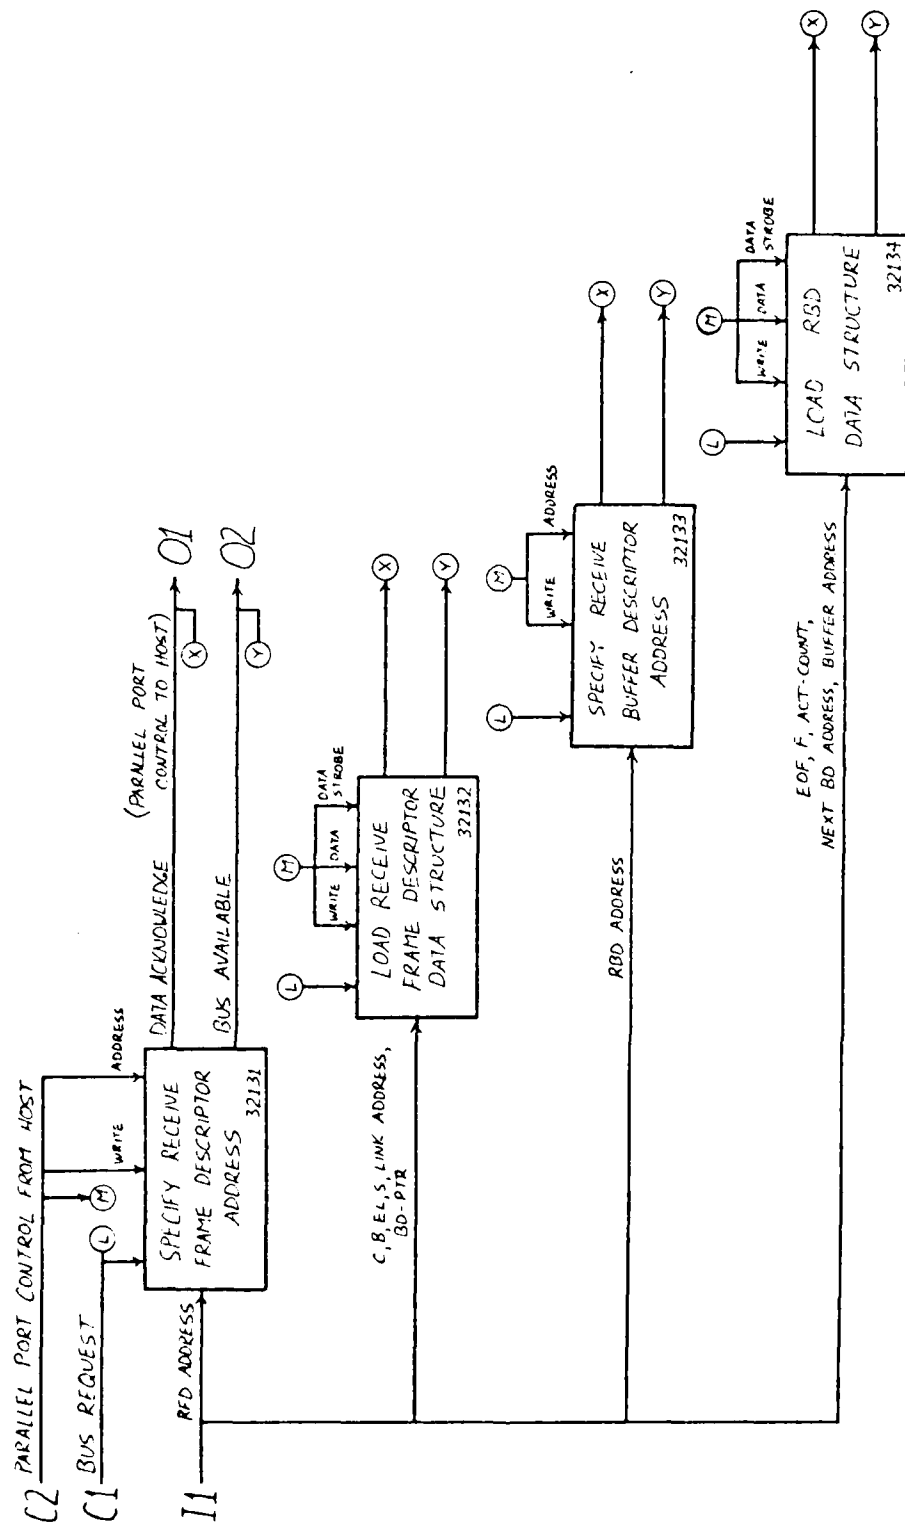 C2 PARALLEL PORT CONTROL FROM HOST
C1 BUS REQUEST
I1
RFD ADDRESS
L
M
WRITE
ADDRESS
SPECIFY RECEIVE
FRAME DESCRIPTOR
ADDRESS
32131
DATA ACKNOWLEDGE
(PARALLEL PORT
CONTROL TO HOST)
O1
X
BUS AVAILABLE
O2
Y
C, B, EL, S, LINK ADDRESS,
BD-PTR
L
M
WRITE
DATA
DATA
STROBE
LOAD RECEIVE
FRAME DESCRIPTOR
DATA STRUCTURE
32132
X
Y
RBD ADDRESS
L
M
WRITE
ADDRESS
SPECIFY RECEIVE
BUFFER DESCRIPTOR
ADDRESS
32133
X
Y
EOF, F, ACT-COUNT,
NEXT BD ADDRESS, BUFFER ADDRESS
L
M
WRITE
DATA
DATA
STROBE
LOAD RBD
DATA STRUCTURE
32134
X
Y